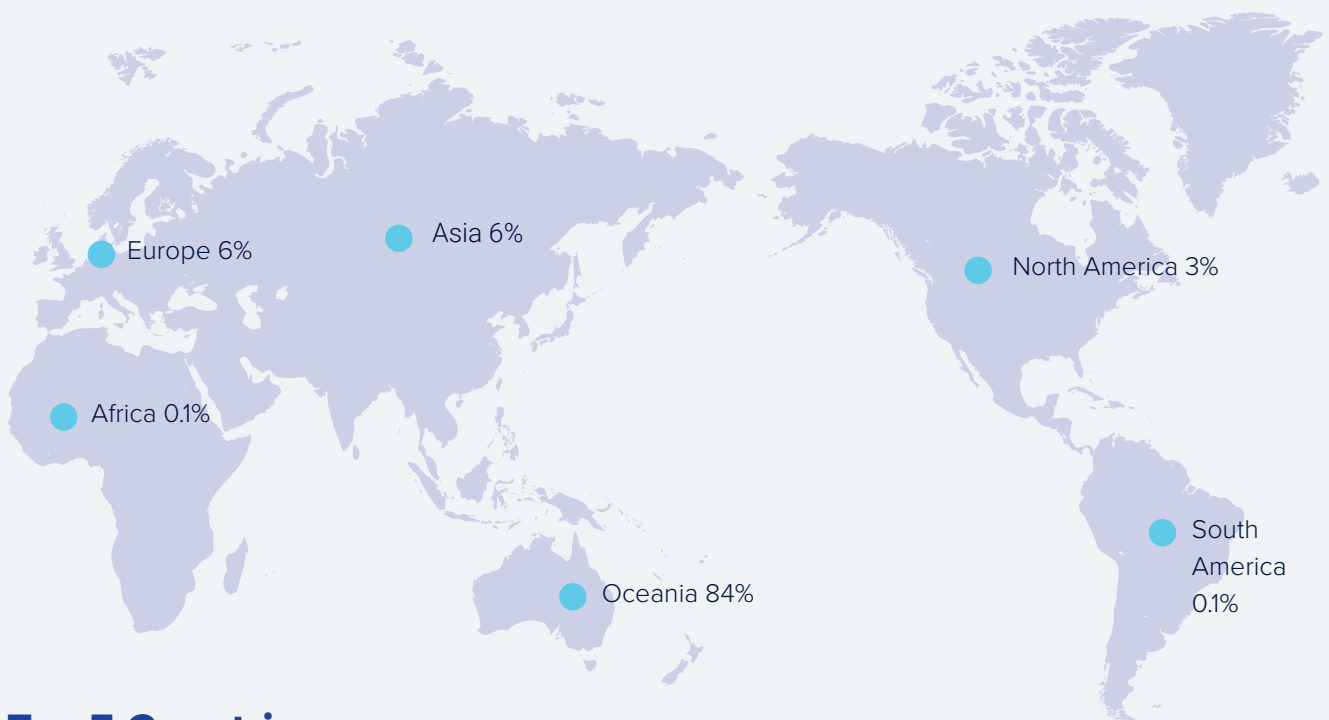 Asia 6%
Europe 6%
North America 3%
Africa 0.1%
South
America
0.1%
Oceania 84%